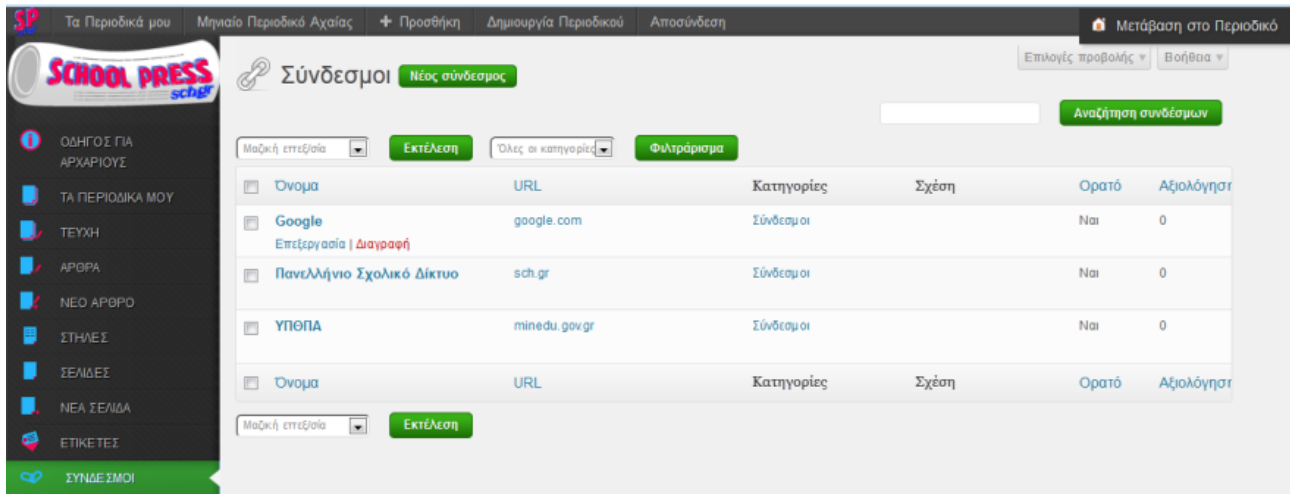 SP Τα Περιοδικά μου Μηνιαίο Περιοδικό Αχαίας + Προσθήκη Δημιουργία Περιοδικού Αποσύνδεση Μετάβαση στο Περιοδικό
SCHOOL PRESS
schgr
Σύνδεσμοι Νέος σύνδεσμος
Επιλογές προβολής Βοήθεια
Αναζήτηση συνδέσμων
Μαζική επεξ/σία Εκτέλεση Όλες οι κατηγορίες Φιλτράρισμα
Όνομα URL Κατηγορίες Σχέση Ορατό Αξιολόγηση
Google google.com Σύνδεσμοι Ναι 0
Επεξεργασία | Διαγραφή
Πανελλήνιο Σχολικό Δίκτυο sch.gr Σύνδεσμοι Ναι 0
ΥΠΘΠΑ minedu.gov.gr Σύνδεσμοι Ναι 0
Όνομα URL Κατηγορίες Σχέση Ορατό Αξιολόγηση
Μαζική επεξ/σία Εκτέλεση
ΟΔΗΓΟΣ ΓΙΑ
ΑΡΧΑΡΙΟΥΣ
ΤΑ ΠΕΡΙΟΔΙΚΑ ΜΟΥ
ΤΕΥΧΗ
ΑΡΘΡΑ
ΝΕΟ ΑΡΘΡΟ
ΣΤΗΛΕΣ
ΣΕΛΙΔΕΣ
ΝΕΑ ΣΕΛΙΔΑ
ΕΤΙΚΕΤΕΣ
ΣΥΝΔΕΣΜΟΙ